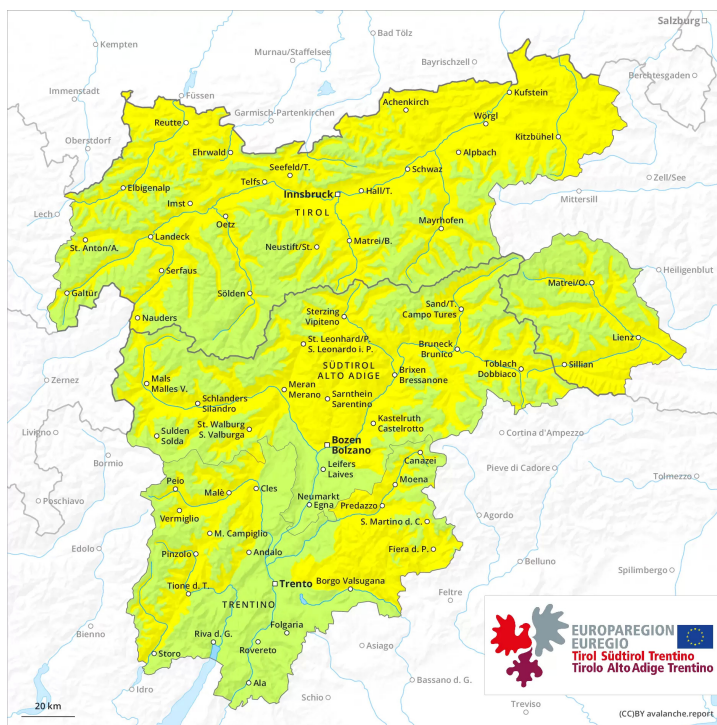 Salzburg
Kempten
Bad Tölz
Murnau/Staffelsee
Bayrischzell
Berchtesgaden
Immenstadt
Füssen
Garmisch-Partenkirchen
Achenkirch
Kufstein
Reutte
Wörgl
Oberstdorf
Ehrwald
Kitzbühel
Alpbach
Seefeld/T.
Telfs
Schwaz
Zell/See
Elbigenalp
Innsbruck
Hall/T.
Mittersill
Imst
Lech
TIROL
Oetz
Mayrhofen
St. Anton/A.
Landeck
Neustift/St.
Matrei/B.
Serfaus
Heiligenblut
Galtür
Sölden
Matrei/O.
Nauders
Sterzing
Vipiteno
Sand/T.
Campo Tures
Lienz
St. Leonhard/P.
S. Leonardo i. P.
Bruneck
Brunico
SÜDTIROL
ALTO ADIGE
Toblach
Dobbiaco
Sillian
Brixen
Bressanone
Zernez
Mals
Malles V.
Meran
Merano
Sarnthein
Sarentino
Schlanders
Silandro
Kastelruth
Castelrotto
St. Walburg
S. Valburga
Livigno
Sulden
Solda
Cortina d'Ampezzo
Bozen
Bolzano
Bormio
Canazei
Pieve di Cadore
Leifers
Laives
Tolmezzo
Peio
Moena
Malè
Cles
Neumarkt
Egna
Poschiavo
Predazzo
Vermiglio
Agordo
S. Martino d. C.
M. Campiglio
Edolo
Pinzolo
Andalo
Fiera d. P.
Belluno
Spilimbergo
Trento
Borgo Valsugana
Tione d. T.
Feltre
TRENTINO
Bienno
Riva d. G.
Folgaria
Rovereto
Asiago
Storo
Bassano d. G.
Ala
Idro
Schio
Treviso
EUROPAREGION
EUREGIO
Tirol Südtirol Trentino
Tirolo Alto Adige Trentino
20 km
(CC)BY avalanche.report